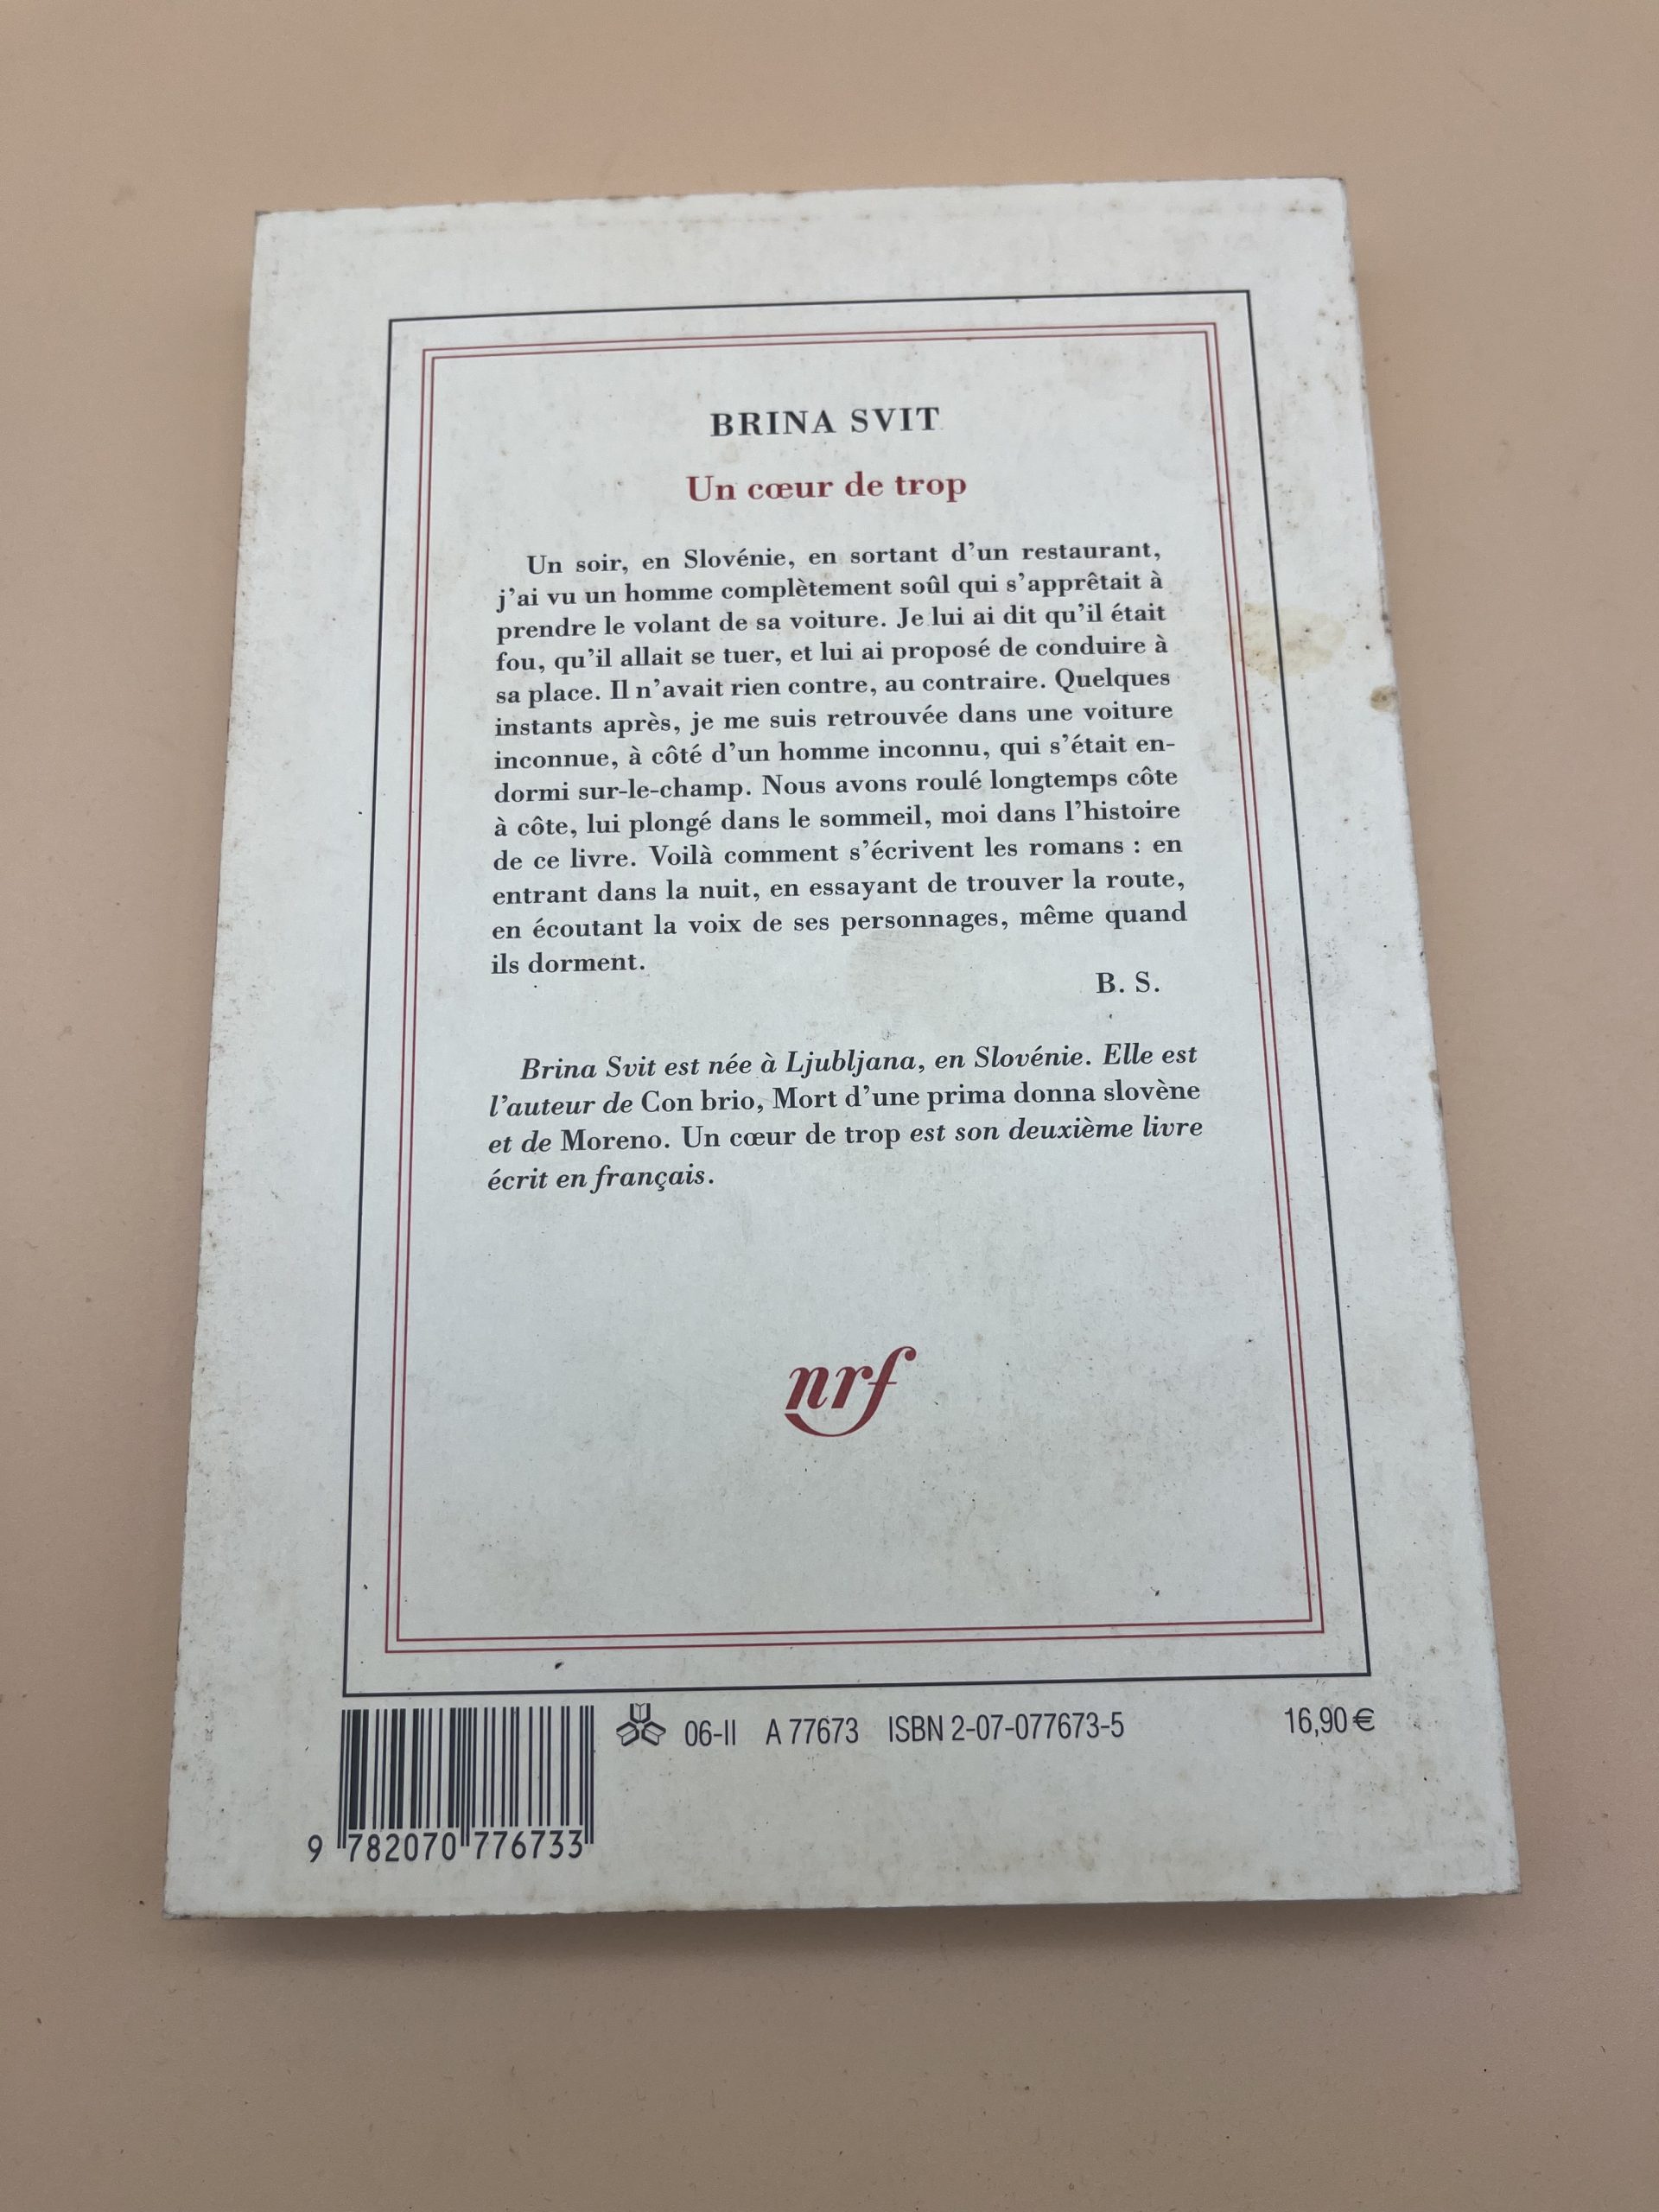 BRINA SVIT
Un cœur de trop
Un soir, en Slovénie, en sortant d'un restaurant,
j'ai vu un homme complètement soûl qui s'apprêtait à
prendre le volant de sa voiture. Je lui ai dit qu'il était
fou, qu'il allait se tuer, et lui ai proposé de conduire à
sa place. Il n'avait rien contre, au contraire. Quelques
instants après, je me suis retrouvée dans une voiture
inconnue, à côté d'un homme inconnu, qui s'était en-
dormi sur-le-champ. Nous avons roulé longtemps côte
à côte, lui plongé dans le sommeil, moi dans l'histoire
de ce livre. Voilà comment s'écrivent les romans : en
entrant dans la nuit, en essayant de trouver la route,
en écoutant la voix de ses personnages, même quand
ils dorment.
B. S.
Brina Svit est née à Ljubljana, en Slovénie. Elle est
l'auteur de Con brio, Mort d'une prima donna slovène
et de Moreno. Un cœur de trop est son deuxième livre
écrit en français.
nrf
06-II A 77673 ISBN 2-07-077673-5 16,90 €
9 782070 776733